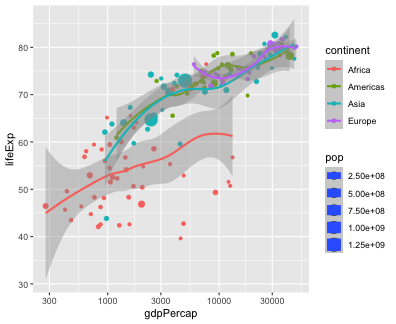 80
70
60
50
40
30
lifeExp
300
1000
3000
10000
30000
gdpPercap
continent
Africa
Americas
Asia
Europe
pop
2.50e+08
5.00e+08
7.50e+08
1.00e+09
1.25e+09